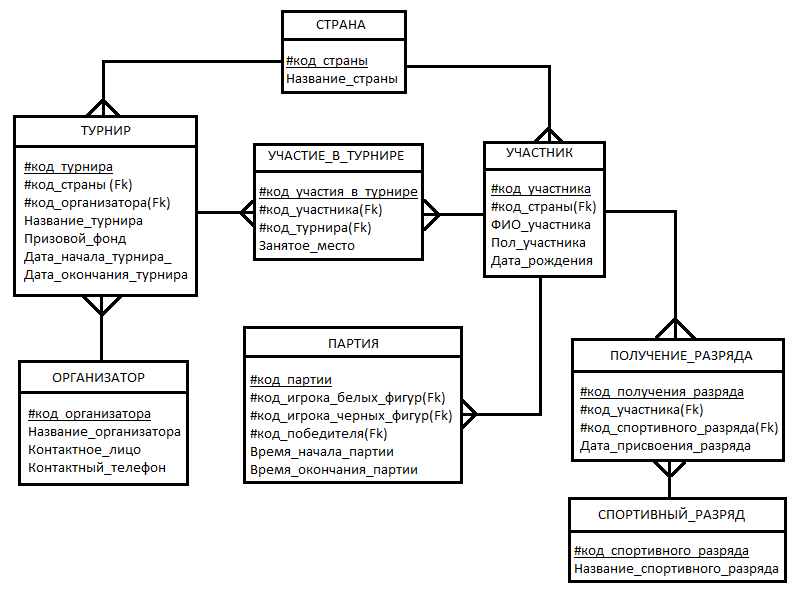 СТРАНА
#код_страны
Название_страны
ТУРНИР
#код_турнира
#код_страны (Fk)
#код_организатора(Fk)
Название_турнира
Призовой_фонд
Дата_начала_турнира_
Дата_окончания_турнира
УЧАСТИЕ_В_ТУРНИРЕ
#код_участия_в_турнире
#код_участника(Fk)
#код_турнира(Fk)
Занятое_место
УЧАСТНИК
#код_участника
#код_страны(Fk)
ФИО_участника
Пол_участника
Дата_рождения
ОРГАНИЗАТОР
#код_организатора
Название_организатора
Контактное_лицо
Контактный_телефон
ПАРТИЯ
#код_партии
#код_игрока_белых_фигур(Fk)
#код_игрока_черных_фигур(Fk)
#код_победителя(Fk)
Время_начала_партии
Время_окончания_партии
ПОЛУЧЕНИЕ_РАЗРЯДА
#код_получения_разряда
#код_участника(Fk)
#код_спортивного_разряда(Fk)
Дата_присвоения_разряда
СПОРТИВНЫЙ_РАЗРЯД
#код_спортивного_разряда
Название_спортивного_разряда